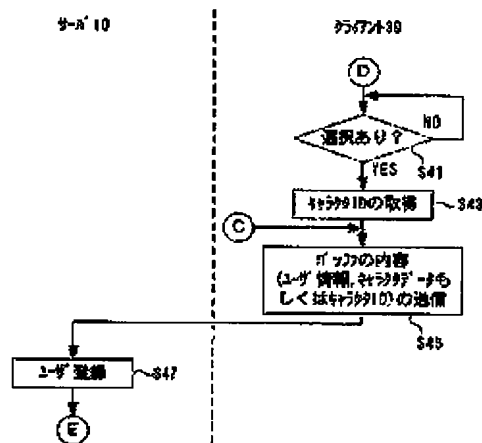 サーバ10
クライアント30
D
選択あり?
NO
S41
YES
キャラクタIDの取得
S43
C
バッファの内容
(ユーザ情報,キャラクタデータも
しくはキャラクタID)の送信
S45
ユーザ登録
S47
E